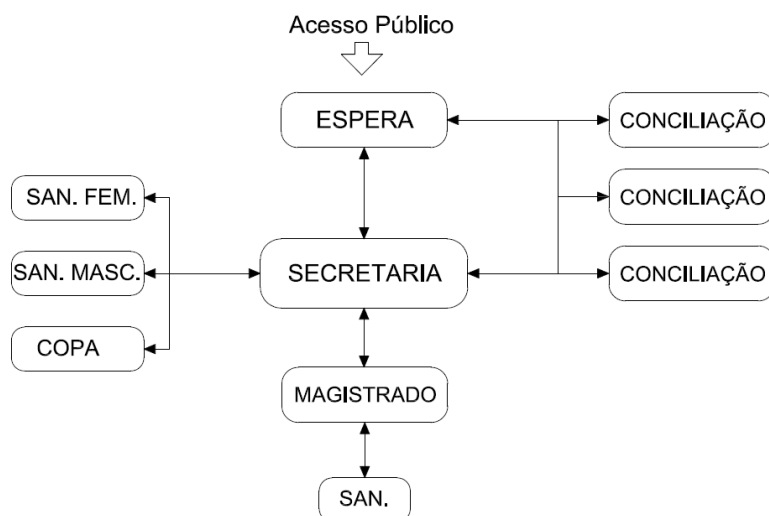 Acesso Público
ESPERA
CONCILIAÇÃO
SAN. FEM.
CONCILIAÇÃO
SAN. MASC.
SECRETARIA
CONCILIAÇÃO
COPA
MAGISTRADO
SAN.